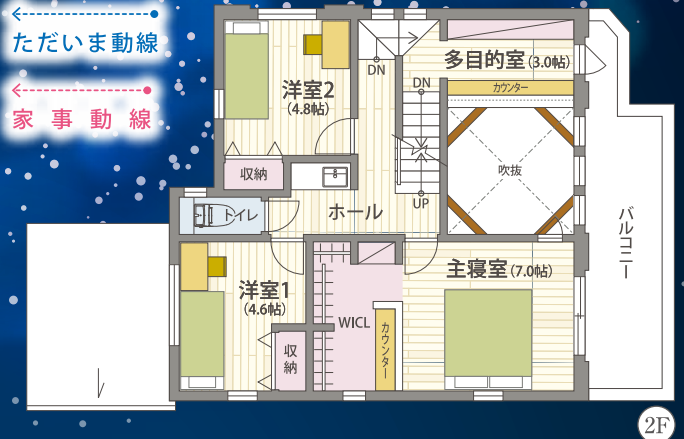 ただいま動線
家事動線
洋室2
(4.8帖)
収納
DN
DN
UP
多目的室(3.0帖)
カウンター
吹抜
トイレ
ホール
バルコニー
洋室1
(4.6帖)
収納
WICL
カウンター
主寝室(7.0帖)
2F